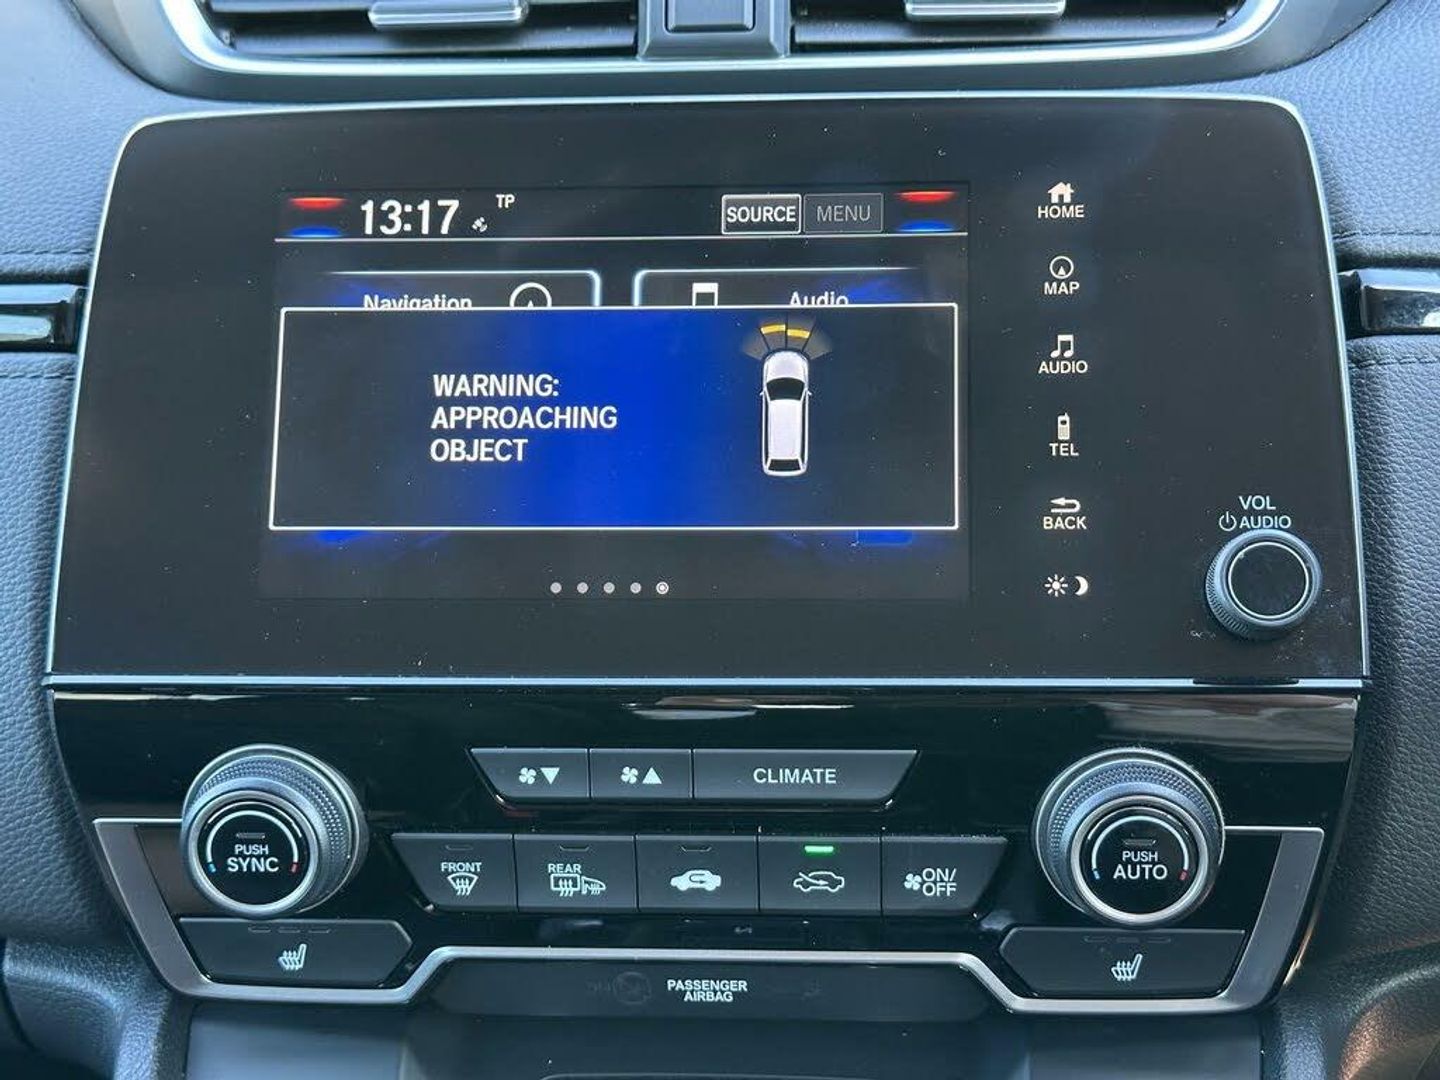 13:17 TP SOURCE MENU
HOME
Navigation Audio
MAP
WARNING:
APPROACHING
OBJECT
AUDIO
TEL
BACK
VOL
AUDIO
CLIMATE
PUSH
SYNC
FRONT
REAR
ON/
OFF
PUSH
AUTO
PASSENGER
AIRBAG